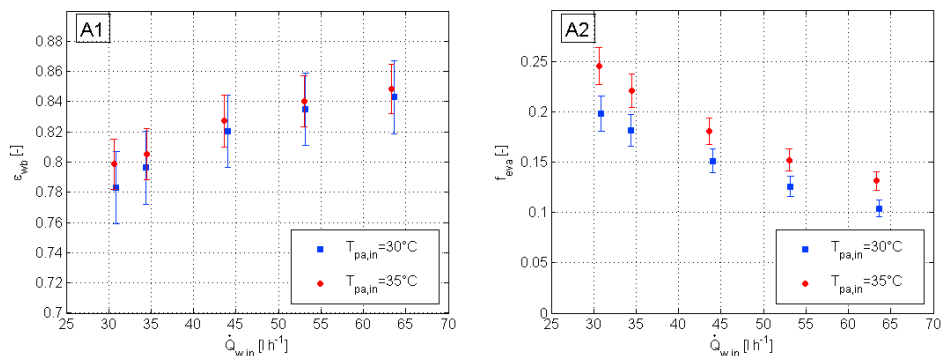 A1
0.88
0.86
0.84
0.82
0.8
0.78
0.76
0.74
0.72
0.7
ε_wb [-]
T_pa,in=30°C
T_pa,in=35°C
25 30 35 40 45 50 55 60 65 70
Q̇_w,in [l h⁻¹]
A2
0.25
0.2
0.15
0.1
0.05
0
f_eva [-]
T_pa,in=30°C
T_pa,in=35°C
25 30 35 40 45 50 55 60 65 70
Q̇_w,in [l h⁻¹]